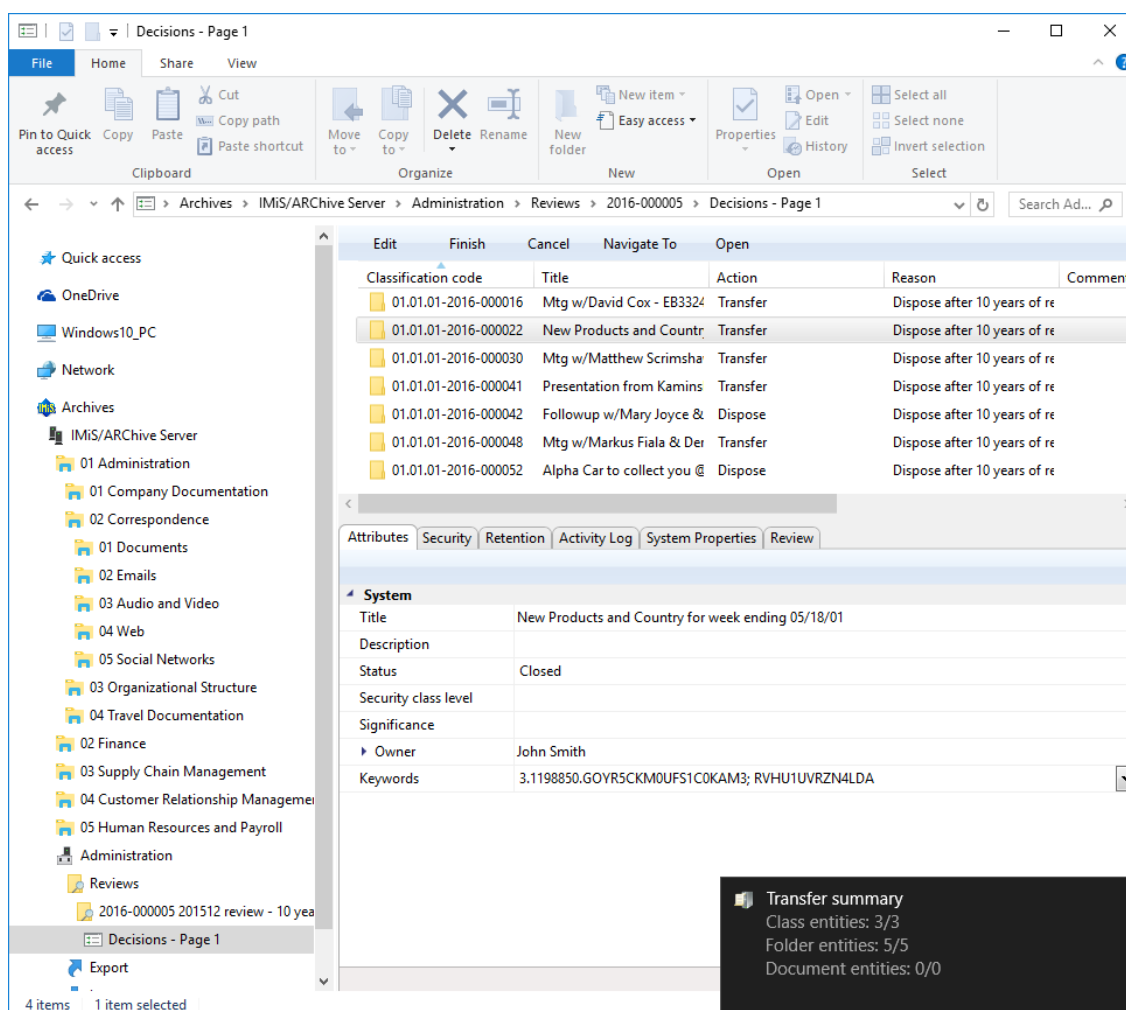 Decisions - Page 1
File Home Share View
Pin to Quick access
Copy
Paste
Cut
Copy path
Paste shortcut
Clipboard
Move to
Copy to
Delete
Rename
Organize
New folder
New item
Easy access
New
Properties
Open
Edit
History
Open
Select all
Select none
Invert selection
Select
Archives > IMiS/ARChive Server > Administration > Reviews > 2016-000005 > Decisions - Page 1
Search Ad...
Quick access
OneDrive
Windows10_PC
Network
Archives
IMiS/ARChive Server
01 Administration
01 Company Documentation
02 Correspondence
01 Documents
02 Emails
03 Audio and Video
04 Web
05 Social Networks
03 Organizational Structure
04 Travel Documentation
02 Finance
03 Supply Chain Management
04 Customer Relationship Managemen
05 Human Resources and Payroll
Administration
Reviews
2016-000005 201512 review - 10 yea
Decisions - Page 1
Export
Edit Finish Cancel Navigate To Open
Classification code Title Action Reason Commen
01.01.01-2016-000016 Mtg w/David Cox - EB3324 Transfer Dispose after 10 years of re
01.01.01-2016-000022 New Products and Countr Transfer Dispose after 10 years of re
01.01.01-2016-000030 Mtg w/Matthew Scrimsha Transfer Dispose after 10 years of re
01.01.01-2016-000041 Presentation from Kamins Transfer Dispose after 10 years of re
01.01.01-2016-000042 Followup w/Mary Joyce & Dispose Dispose after 10 years of re
01.01.01-2016-000048 Mtg w/Markus Fiala & Der Transfer Dispose after 10 years of re
01.01.01-2016-000052 Alpha Car to collect you @ Dispose Dispose after 10 years of re
Attributes Security Retention Activity Log System Properties Review
System
Title New Products and Country for week ending 05/18/01
Description
Status Closed
Security class level
Significance
Owner John Smith
Keywords 3.1198850.GOYR5CKM0UFS1C0KAM3; RVHU1UVRZN4LDA
Transfer summary
Class entities: 3/3
Folder entities: 5/5
Document entities: 0/0
4 items 1 item selected